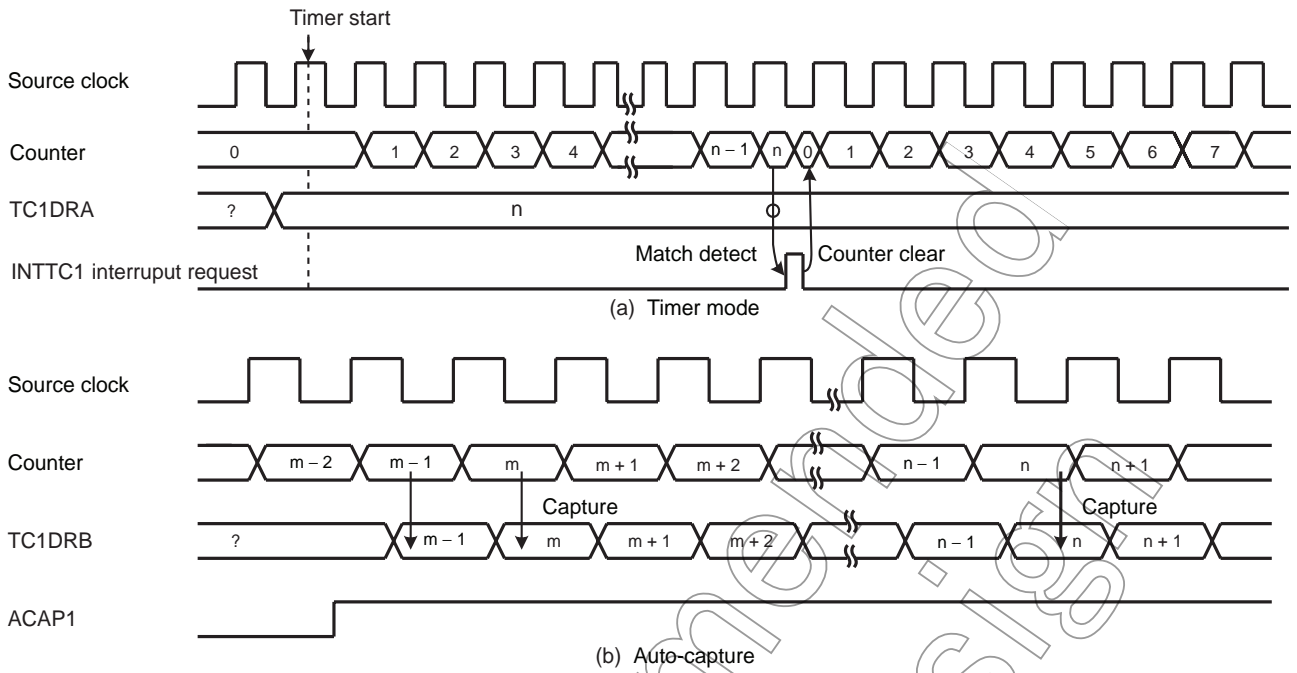 Timer start
Source clock
Counter 0 1 2 3 4 n − 1 n 0 1 2 3 4 5 6 7
TC1DRA ? n
Match detect Counter clear
INTTC1 interruput request
(a) Timer mode
Source clock
Counter m − 2 m − 1 m m + 1 m + 2 n − 1 n n + 1
Capture Capture
TC1DRB ? m − 1 m m + 1 m + 2 n − 1 n n + 1
ACAP1
(b) Auto-capture